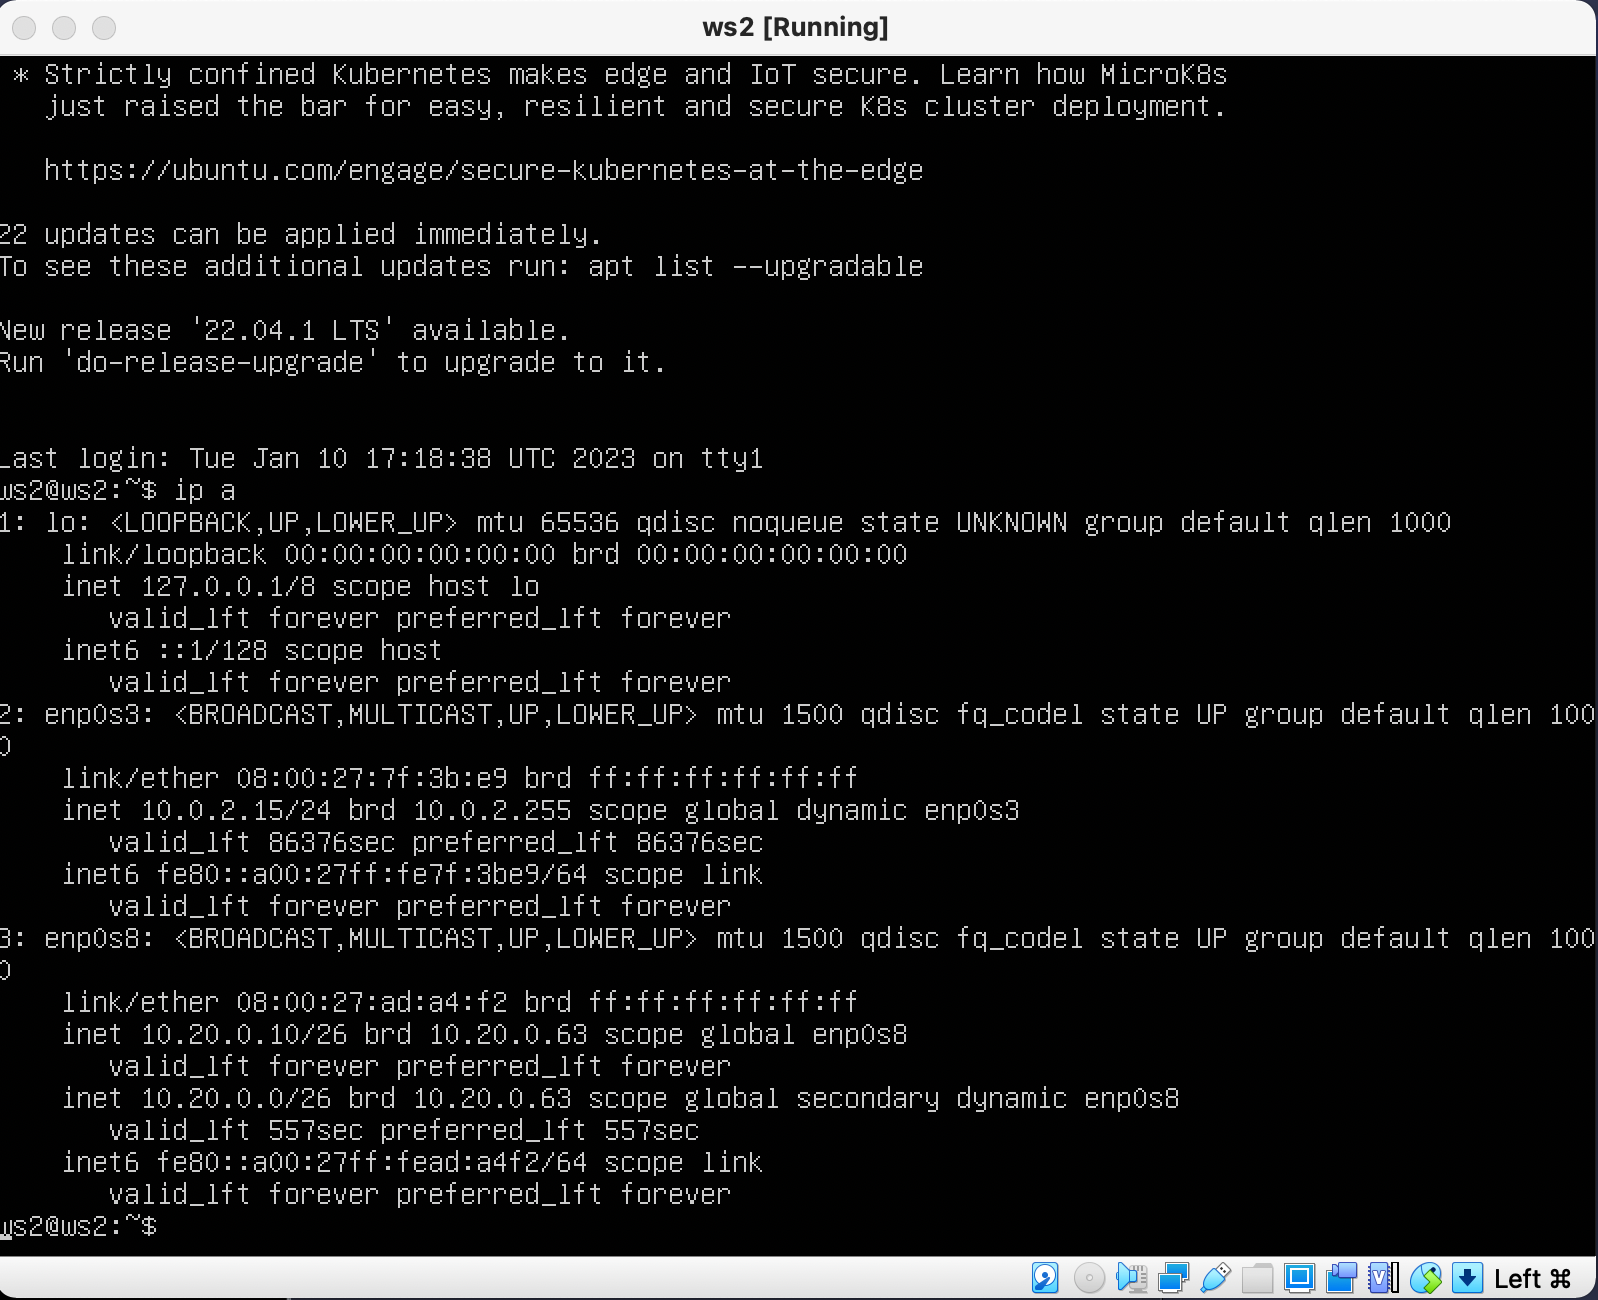 ws2 [Running]
* Strictly confined Kubernetes makes edge and IoT secure. Learn how MicroK8s
just raised the bar for easy, resilient and secure K8s cluster deployment.
https://ubuntu.com/engage/secure-kubernetes-at-the-edge
22 updates can be applied immediately.
To see these additional updates run: apt list --upgradable
New release '22.04.1 LTS' available.
Run 'do-release-upgrade' to upgrade to it.
Last login: Tue Jan 10 17:18:38 UTC 2023 on tty1
ws2@ws2:~$ ip a
1: lo: <LOOPBACK,UP,LOWER_UP> mtu 65536 qdisc noqueue state UNKNOWN group default qlen 1000
link/loopback 00:00:00:00:00:00 brd 00:00:00:00:00:00
inet 127.0.0.1/8 scope host lo
valid_lft forever preferred_lft forever
inet6 ::1/128 scope host
valid_lft forever preferred_lft forever
2: enp0s3: <BROADCAST,MULTICAST,UP,LOWER_UP> mtu 1500 qdisc fq_codel state UP group default qlen 100
0
link/ether 08:00:27:7f:3b:e9 brd ff:ff:ff:ff:ff:ff
inet 10.0.2.15/24 brd 10.0.2.255 scope global dynamic enp0s3
valid_lft 86376sec preferred_lft 86376sec
inet6 fe80::a00:27ff:fe7f:3be9/64 scope link
valid_lft forever preferred_lft forever
3: enp0s8: <BROADCAST,MULTICAST,UP,LOWER_UP> mtu 1500 qdisc fq_codel state UP group default qlen 100
0
link/ether 08:00:27:ad:a4:f2 brd ff:ff:ff:ff:ff:ff
inet 10.20.0.10/26 brd 10.20.0.63 scope global enp0s8
valid_lft forever preferred_lft forever
inet 10.20.0.0/26 brd 10.20.0.63 scope global secondary dynamic enp0s8
valid_lft 557sec preferred_lft 557sec
inet6 fe80::a00:27ff:fead:a4f2/64 scope link
valid_lft forever preferred_lft forever
ws2@ws2:~$
Left ⌘